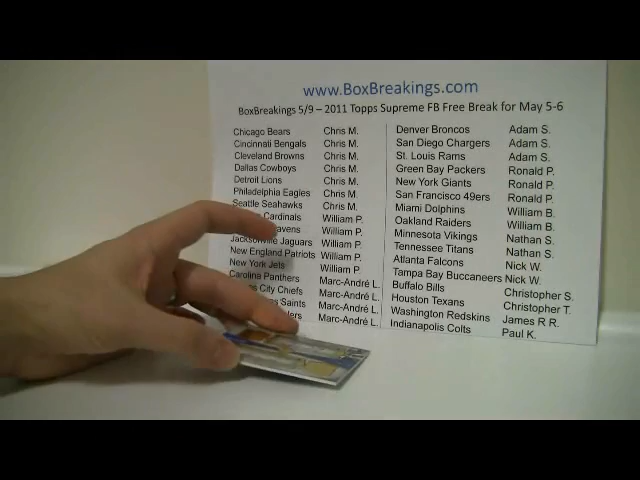 www.BoxBreakings.com
BoxBreakings 5/9 – 2011 Topps Supreme FB Free Break for May 5-6
Chicago Bears Chris M.
Cincinnati Bengals Chris M.
Cleveland Browns Chris M.
Dallas Cowboys Chris M.
Detroit Lions Chris M.
Philadelphia Eagles Chris M.
Seattle Seahawks Chris M.
Cardinals William P.
William P.
Jacksonville Jaguars William P.
New England Patriots William P.
New York Jets William P.
Carolina Panthers Marc-André L.
City Chiefs Marc-André L.
Saints Marc-André L.
Marc-André L.
Denver Broncos Adam S.
San Diego Chargers Adam S.
St. Louis Rams Adam S.
Green Bay Packers Ronald P.
New York Giants Ronald P.
San Francisco 49ers Ronald P.
Miami Dolphins William B.
Oakland Raiders William B.
Minnesota Vikings Nathan S.
Tennessee Titans Nathan S.
Atlanta Falcons Nick W.
Tampa Bay Buccaneers Nick W.
Buffalo Bills Christopher S.
Houston Texans Christopher T.
Washington Redskins James R R.
Indianapolis Colts Paul K.